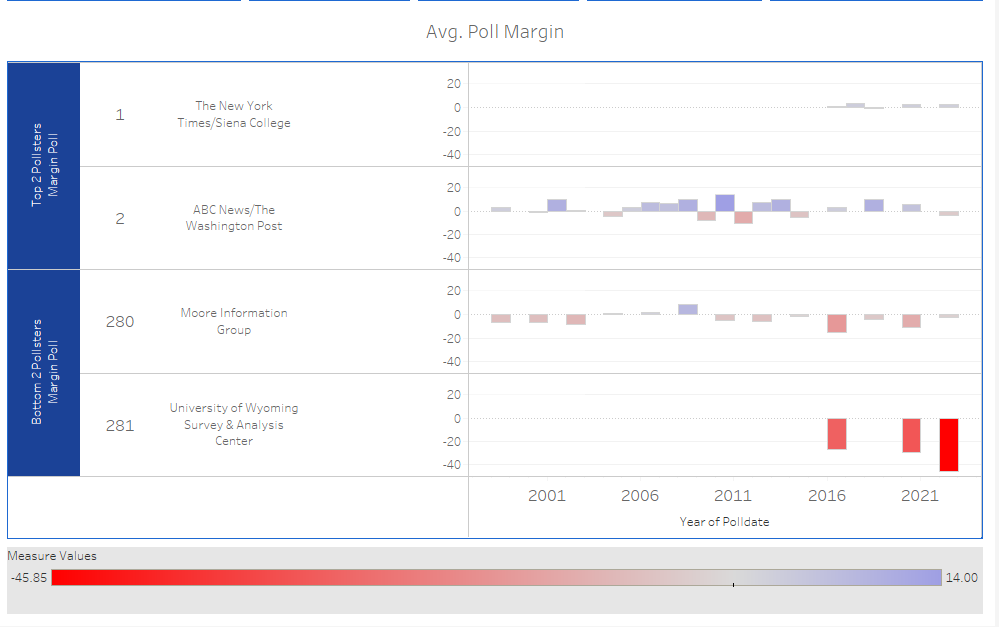 Avg. Poll Margin
Top 2 Pollsters
Margin Poll
1
The New York
Times/Siena College
20
0
-20
-40
2
ABC News/The
Washington Post
20
0
-20
-40
Bottom 2 Pollsters
Margin Poll
280
Moore Information
Group
20
0
-20
-40
281
University of Wyoming
Survey & Analysis
Center
20
0
-20
-40
2001 2006 2011 2016 2021
Year of Polldate
Measure Values
-45.85 14.00